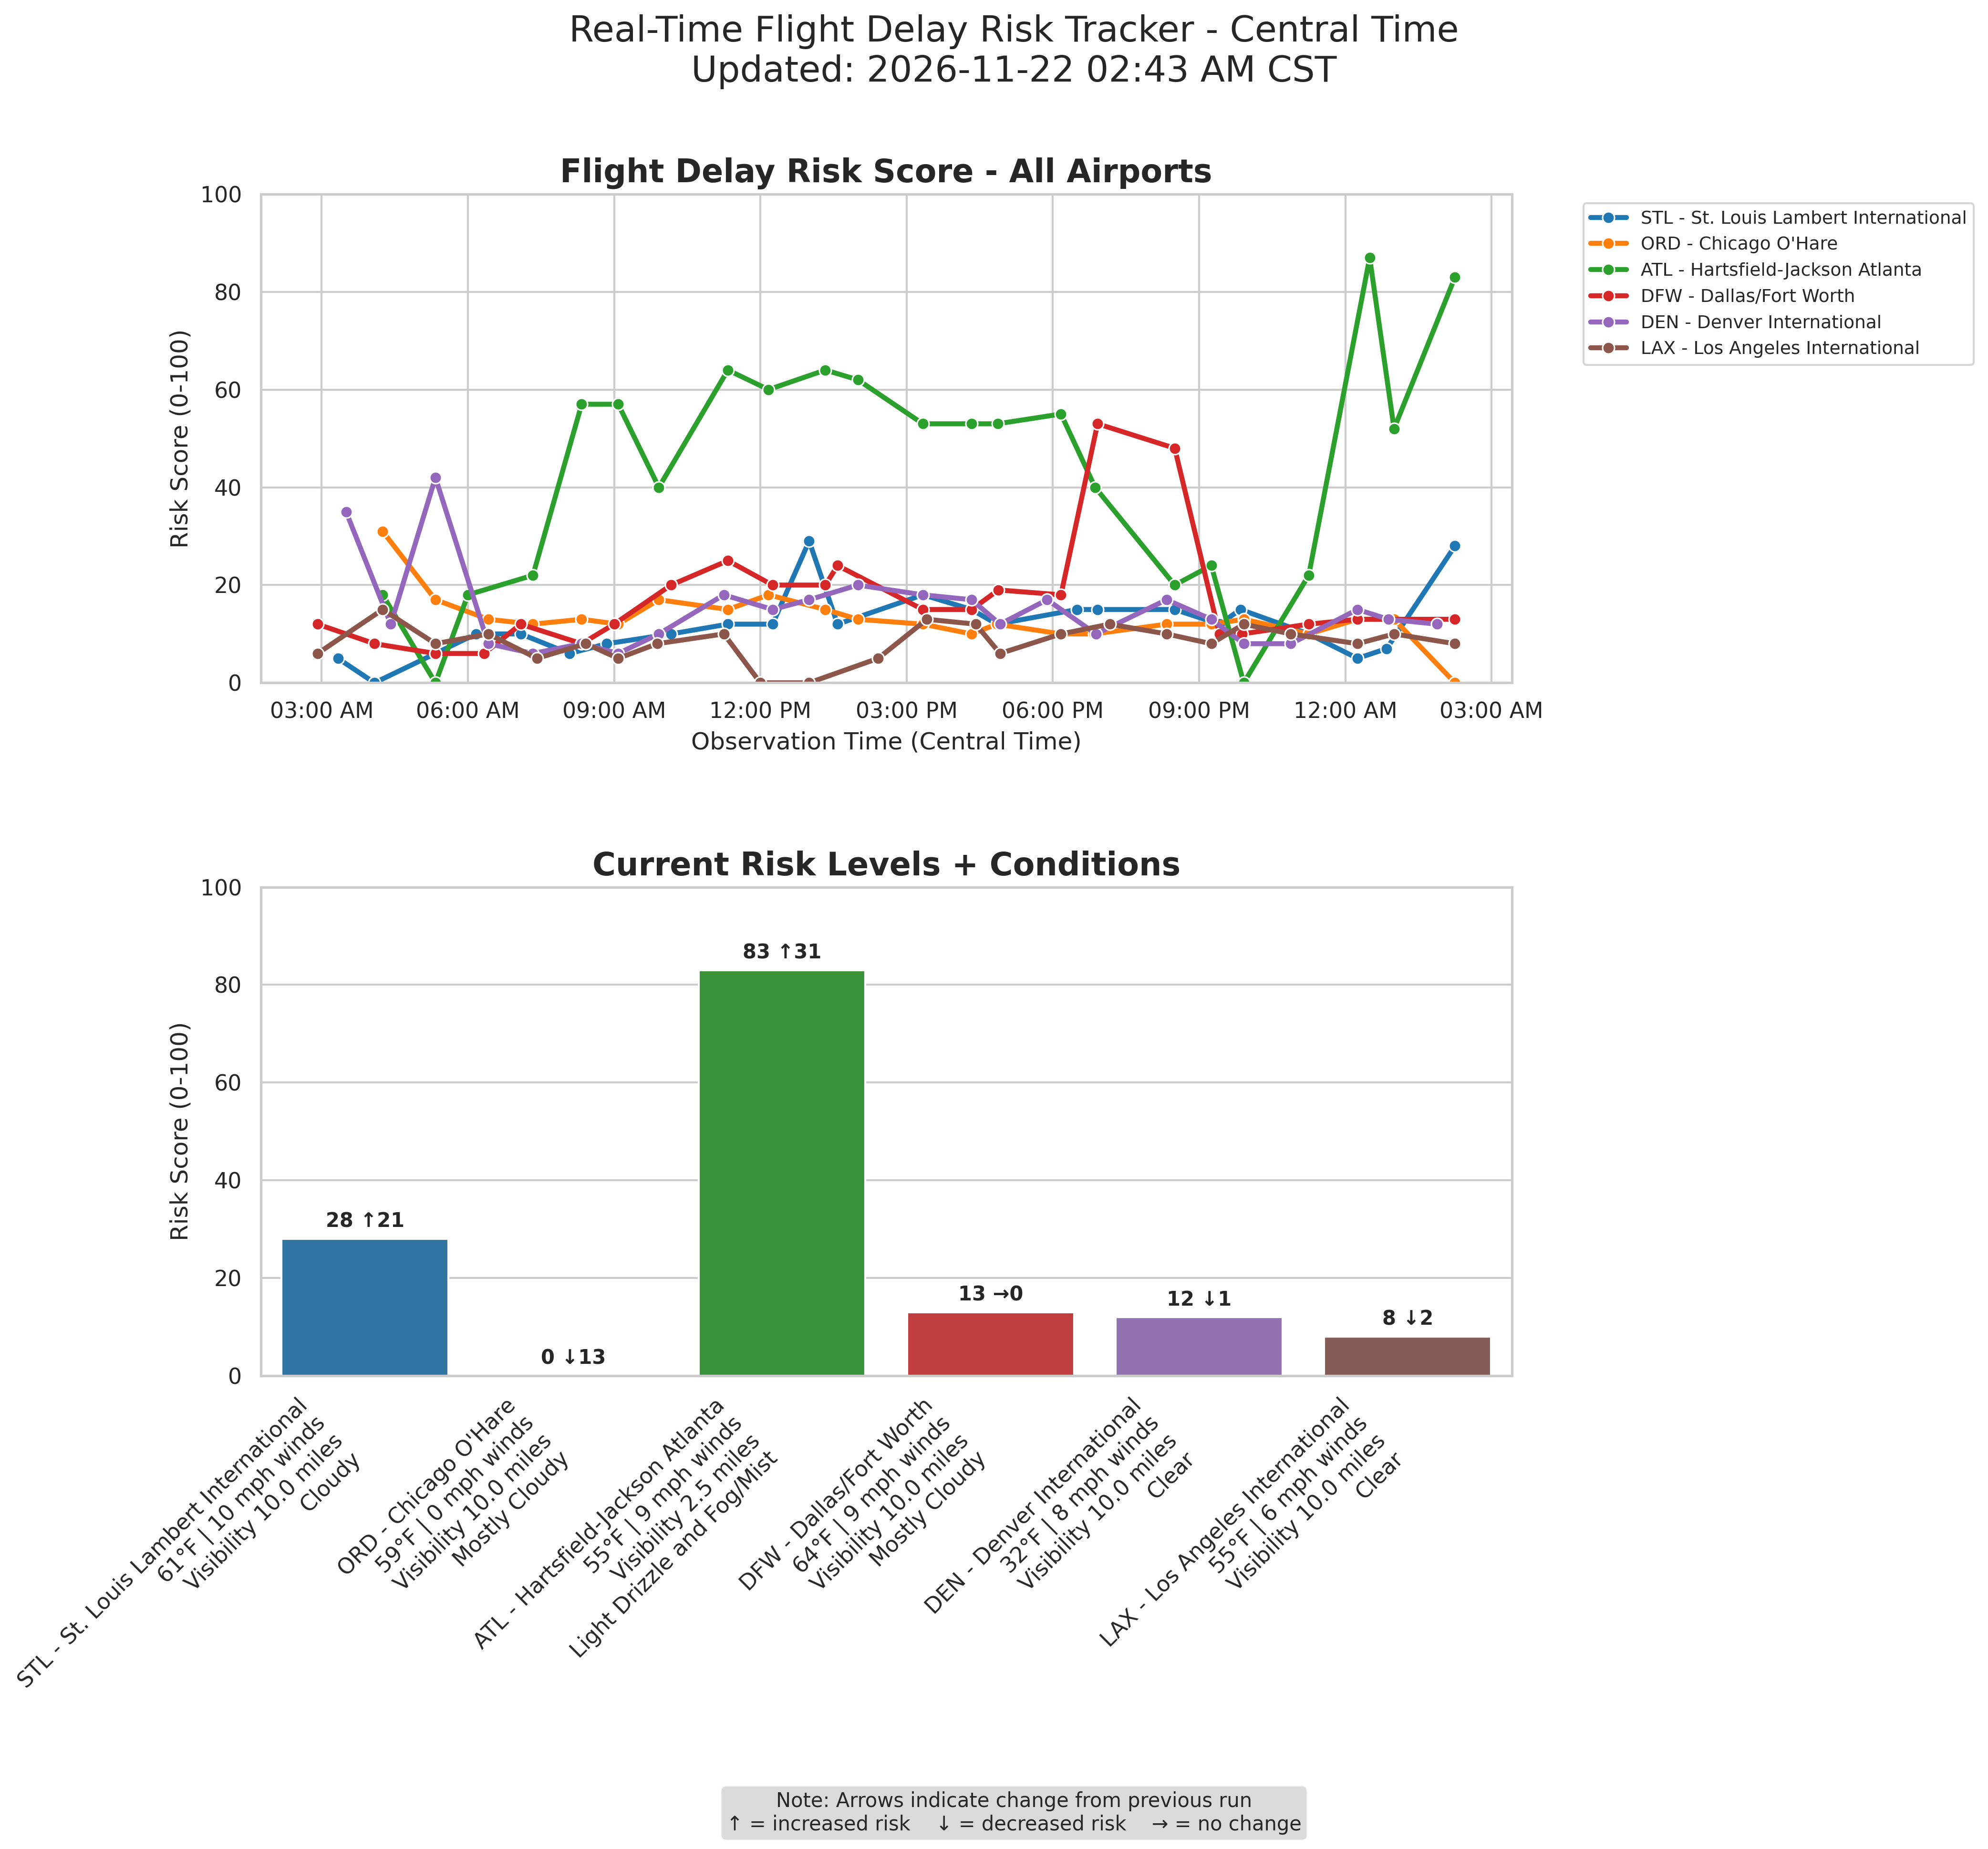 Real-Time Flight Delay Risk Tracker - Central Time
Updated: 2026-11-22 02:43 AM CST
Flight Delay Risk Score - All Airports
Risk Score (0-100)
100
80
60
40
20
0
03:00 AM
06:00 AM
09:00 AM
12:00 PM
03:00 PM
06:00 PM
09:00 PM
12:00 AM
03:00 AM
Observation Time (Central Time)
STL - St. Louis Lambert International
ORD - Chicago O'Hare
ATL - Hartsfield-Jackson Atlanta
DFW - Dallas/Fort Worth
DEN - Denver International
LAX - Los Angeles International
Current Risk Levels + Conditions
Risk Score (0-100)
100
80
60
40
20
0
28 ↑21
0 ↓13
83 ↑31
13 →0
12 ↓1
8 ↓2
STL - St. Louis Lambert International
61°F | 10 mph winds
Visibility 10.0 miles
Cloudy
ORD - Chicago O'Hare
59°F | 0 mph winds
Visibility 10.0 miles
Mostly Cloudy
ATL - Hartsfield-Jackson Atlanta
55°F | 9 mph winds
Visibility 2.5 miles
Light Drizzle and Fog/Mist
DFW - Dallas/Fort Worth
64°F | 9 mph winds
Visibility 10.0 miles
Mostly Cloudy
DEN - Denver International
32°F | 8 mph winds
Visibility 10.0 miles
Clear
LAX - Los Angeles International
55°F | 6 mph winds
Visibility 10.0 miles
Clear
Note: Arrows indicate change from previous run
↑ = increased risk ↓ = decreased risk → = no change